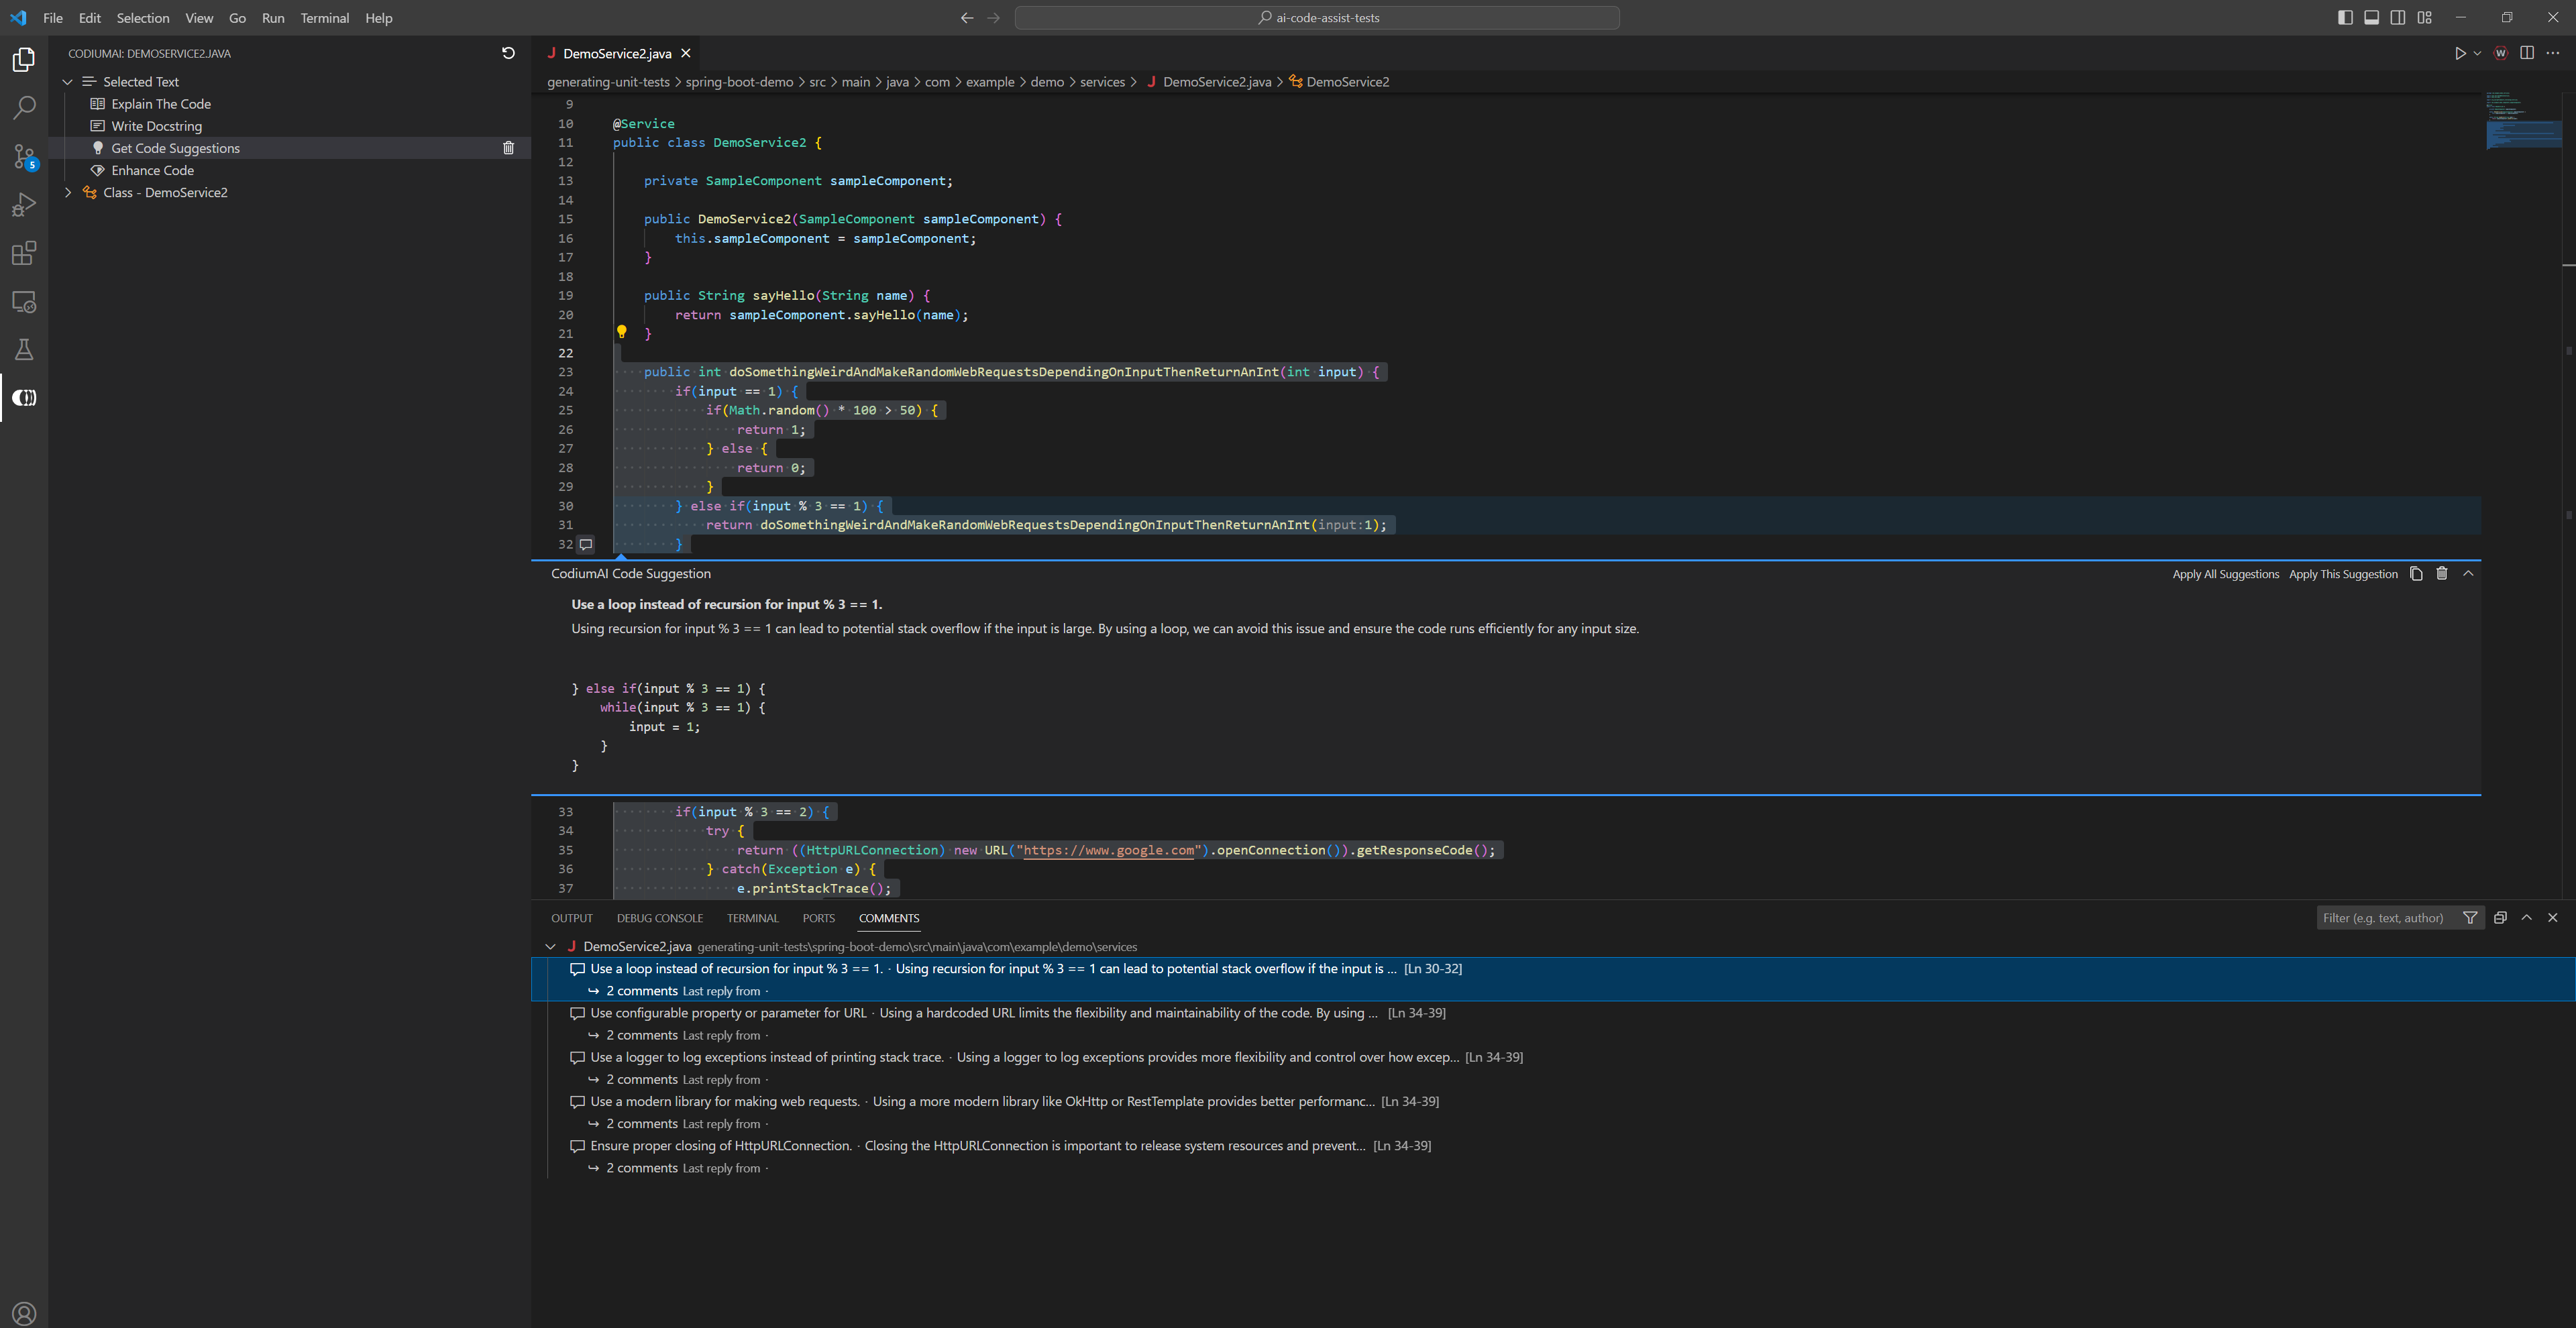 File Edit Selection View Go Run Terminal Help
ai-code-assist-tests
CODIUMAI: DEMOSERVICE2.JAVA
Selected Text
Explain The Code
Write Docstring
Get Code Suggestions
Enhance Code
Class - DemoService2
5
J DemoService2.java
W
generating-unit-tests > spring-boot-demo > src > main > java > com > example > demo > services > J DemoService2.java > DemoService2
9
10 @Service
11 public class DemoService2 {
12
13 private SampleComponent sampleComponent;
14
15 public DemoService2(SampleComponent sampleComponent) {
16 this.sampleComponent = sampleComponent;
17 }
18
19 public String sayHello(String name) {
20 return sampleComponent.sayHello(name);
21 }
22
23 public int doSomethingWeirdAndMakeRandomWebRequestsDependingOnInputThenReturnAnInt(int input) {
24 if(input == 1) {
25 if(Math.random() * 100 > 50) {
26 return 1;
27 } else {
28 return 0;
29 }
30 } else if(input % 3 == 1) {
31 return doSomethingWeirdAndMakeRandomWebRequestsDependingOnInputThenReturnAnInt(input:1);
32 }
CodiumAI Code Suggestion
Apply All Suggestions Apply This Suggestion
Use a loop instead of recursion for input % 3 == 1.
Using recursion for input % 3 == 1 can lead to potential stack overflow if the input is large. By using a loop, we can avoid this issue and ensure the code runs efficiently for any input size.
} else if(input % 3 == 1) {
while(input % 3 == 1) {
input = 1;
}
}
33 if(input % 3 == 2) {
34 try {
35 return ((HttpURLConnection) new URL("https://www.google.com").openConnection()).getResponseCode();
36 } catch(Exception e) {
37 e.printStackTrace();
OUTPUT DEBUG CONSOLE TERMINAL PORTS COMMENTS
Filter (e.g. text, author)
J DemoService2.java generating-unit-tests\spring-boot-demo\src\main\java\com\example\demo\services
Use a loop instead of recursion for input % 3 == 1. · Using recursion for input % 3 == 1 can lead to potential stack overflow if the input is ... [Ln 30-32]
2 comments Last reply from ·
Use configurable property or parameter for URL · Using a hardcoded URL limits the flexibility and maintainability of the code. By using ... [Ln 34-39]
2 comments Last reply from ·
Use a logger to log exceptions instead of printing stack trace. · Using a logger to log exceptions provides more flexibility and control over how excep... [Ln 34-39]
2 comments Last reply from ·
Use a modern library for making web requests. · Using a more modern library like OkHttp or RestTemplate provides better performanc... [Ln 34-39]
2 comments Last reply from ·
Ensure proper closing of HttpURLConnection. · Closing the HttpURLConnection is important to release system resources and prevent... [Ln 34-39]
2 comments Last reply from ·